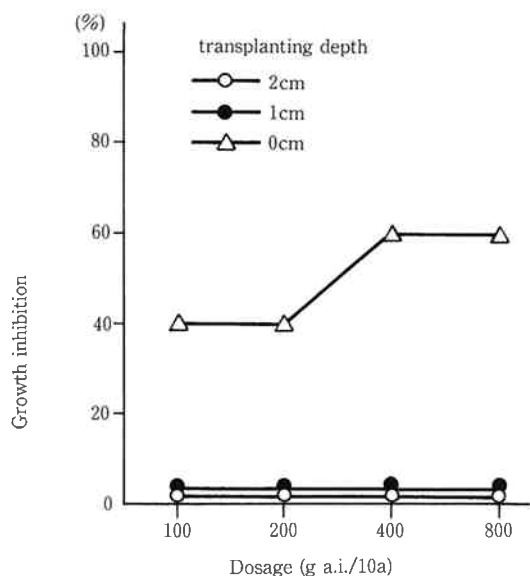 (%)
100
80
60
40
20
0
Growth inhibition
transplanting depth
2cm
1cm
0cm
100 200 400 800
Dosage (g a.i./10a)